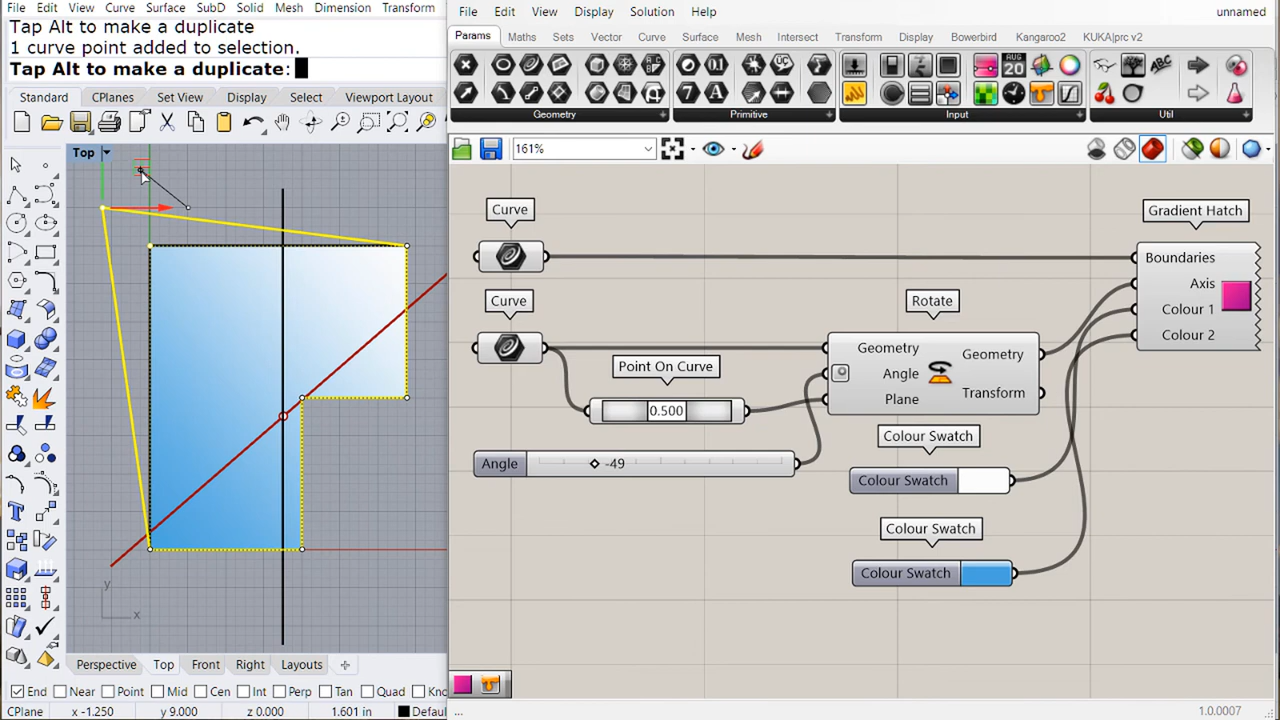 File Edit View Curve Surface SubD Solid Mesh Dimension Transform
Tap Alt to make a duplicate
1 curve point added to selection.
Tap Alt to make a duplicate:
Standard CPlanes Set View Display Select Viewport Layout
Top
y
x
Perspective Top Front Right Layouts
End Near Point Mid Cen Int Perp Tan Quad Kno
CPlane x -1.250 y 9.000 z 0.000 1.601 in Defau
File Edit View Display Solution Help unnamed
Params Maths Sets Vector Curve Surface Mesh Intersect Transform Display Bowerbird Kangaroo2 KUKA|prc v2
Geometry Primitive Input Util
161%
Curve
Curve
Point On Curve
0.500
Angle -49
Rotate
Geometry Geometry
Angle
Transform
Plane
Colour Swatch
Colour Swatch
Colour Swatch
Colour Swatch
Gradient Hatch
Boundaries
Axis
Colour 1
Colour 2
... 1.0.0007